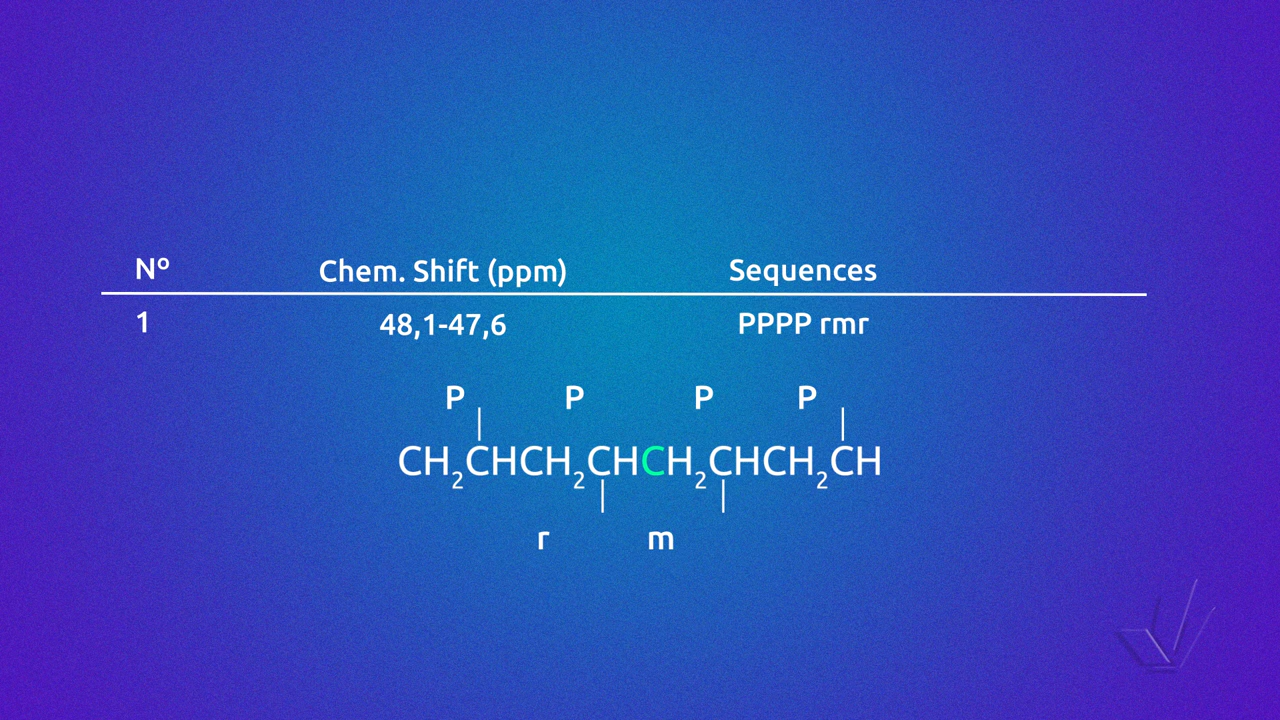 Nº Chem. Shift (ppm) Sequences
1 48,1-47,6 PPPP rmr
P P P P
CH₂CHCH₂CHCH₂CHCH₂CH
r m